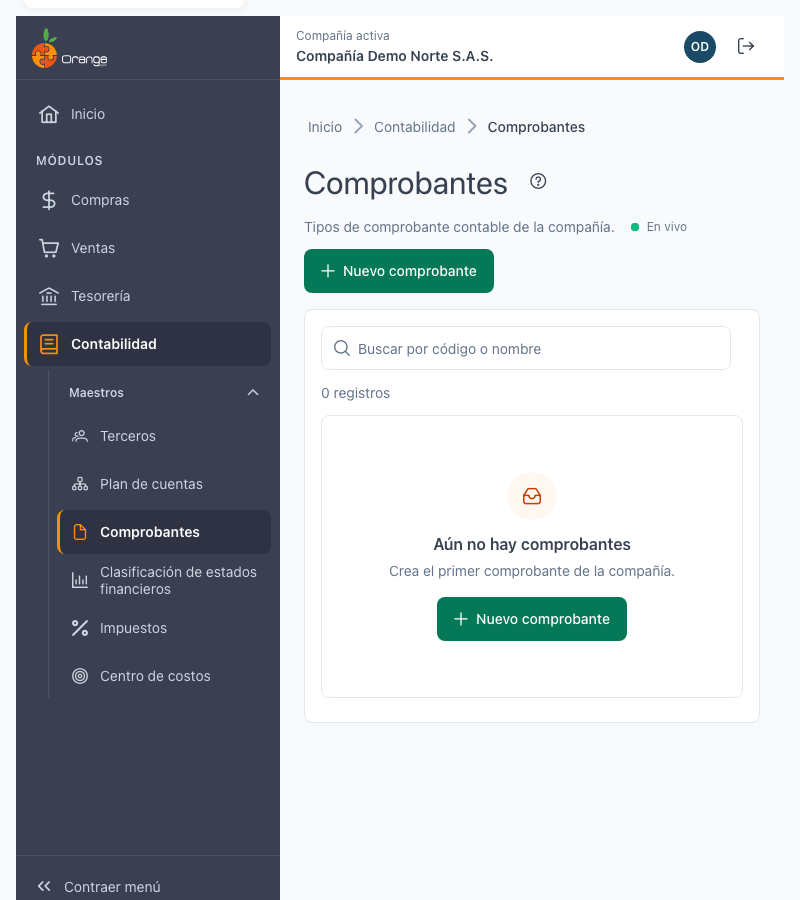 Orange
Compañía activa
Compañía Demo Norte S.A.S.
OD
Inicio
MÓDULOS
Compras
Ventas
Tesorería
Contabilidad
Maestros
Terceros
Plan de cuentas
Comprobantes
Clasificación de estados
financieros
Impuestos
Centro de costos
Contraer menú
Inicio
Contabilidad
Comprobantes
Comprobantes
Tipos de comprobante contable de la compañía.
En vivo
Nuevo comprobante
Buscar por código o nombre
0 registros
Aún no hay comprobantes
Crea el primer comprobante de la compañía.
Nuevo comprobante